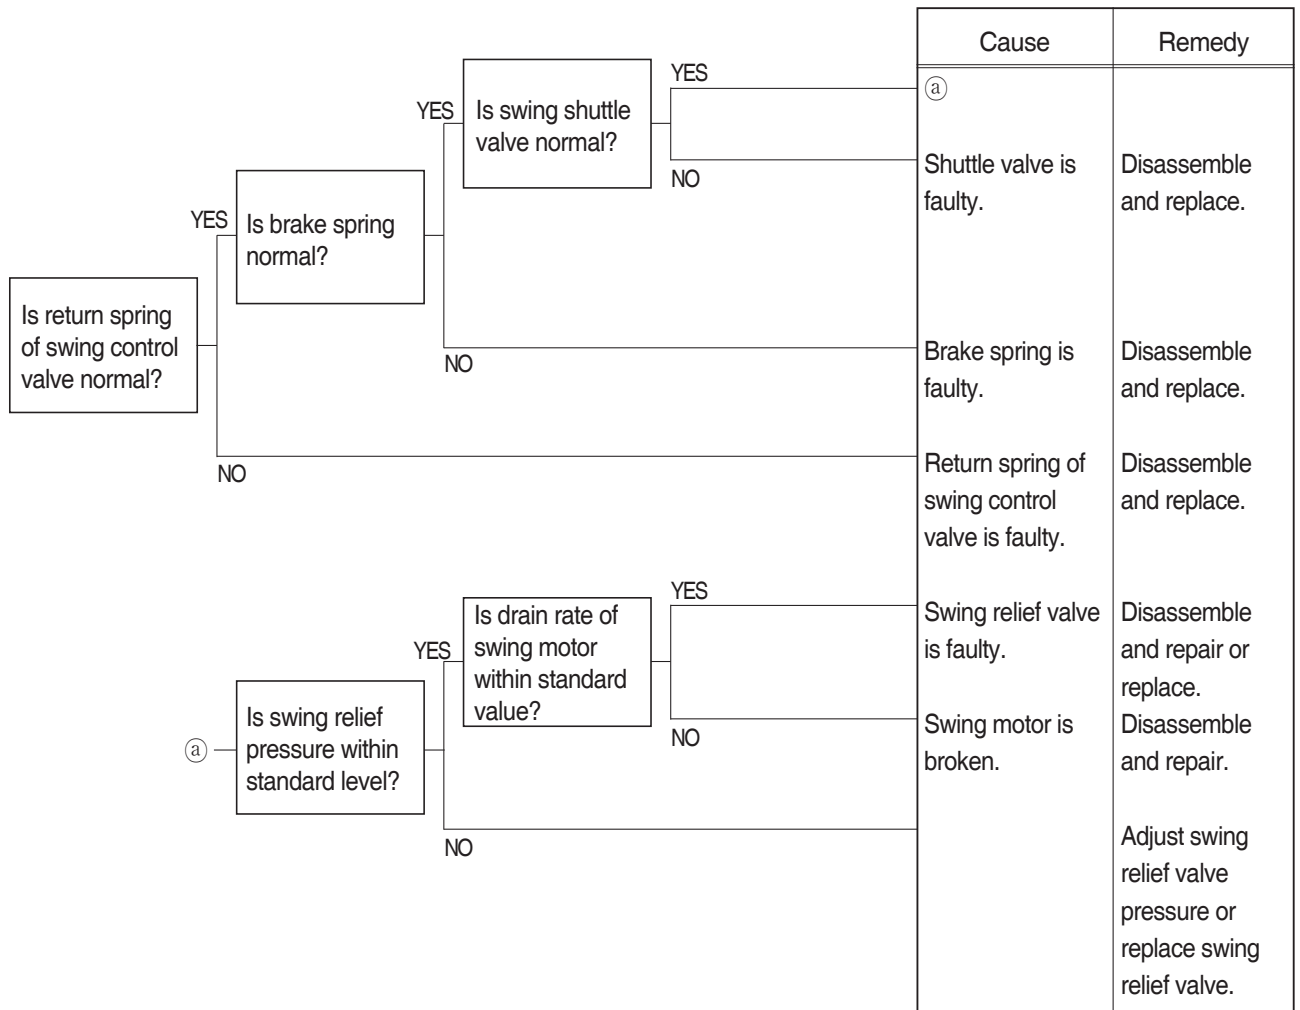 Cause
Remedy
YES
ⓐ
YES
Is swing shuttle
valve normal?
NO
Shuttle valve is
faulty.
Disassemble
and replace.
YES
Is brake spring
normal?
NO
Brake spring is
faulty.
Disassemble
and replace.
Is return spring
of swing control
valve normal?
NO
Return spring of
swing control
valve is faulty.
Disassemble
and replace.
YES
Swing relief valve
is faulty.
Disassemble
and repair or
replace.
YES
Is drain rate of
swing motor
within standard
value?
NO
Swing motor is
broken.
Disassemble
and repair.
ⓐ
Is swing relief
pressure within
standard level?
NO
Adjust swing
relief valve
pressure or
replace swing
relief valve.